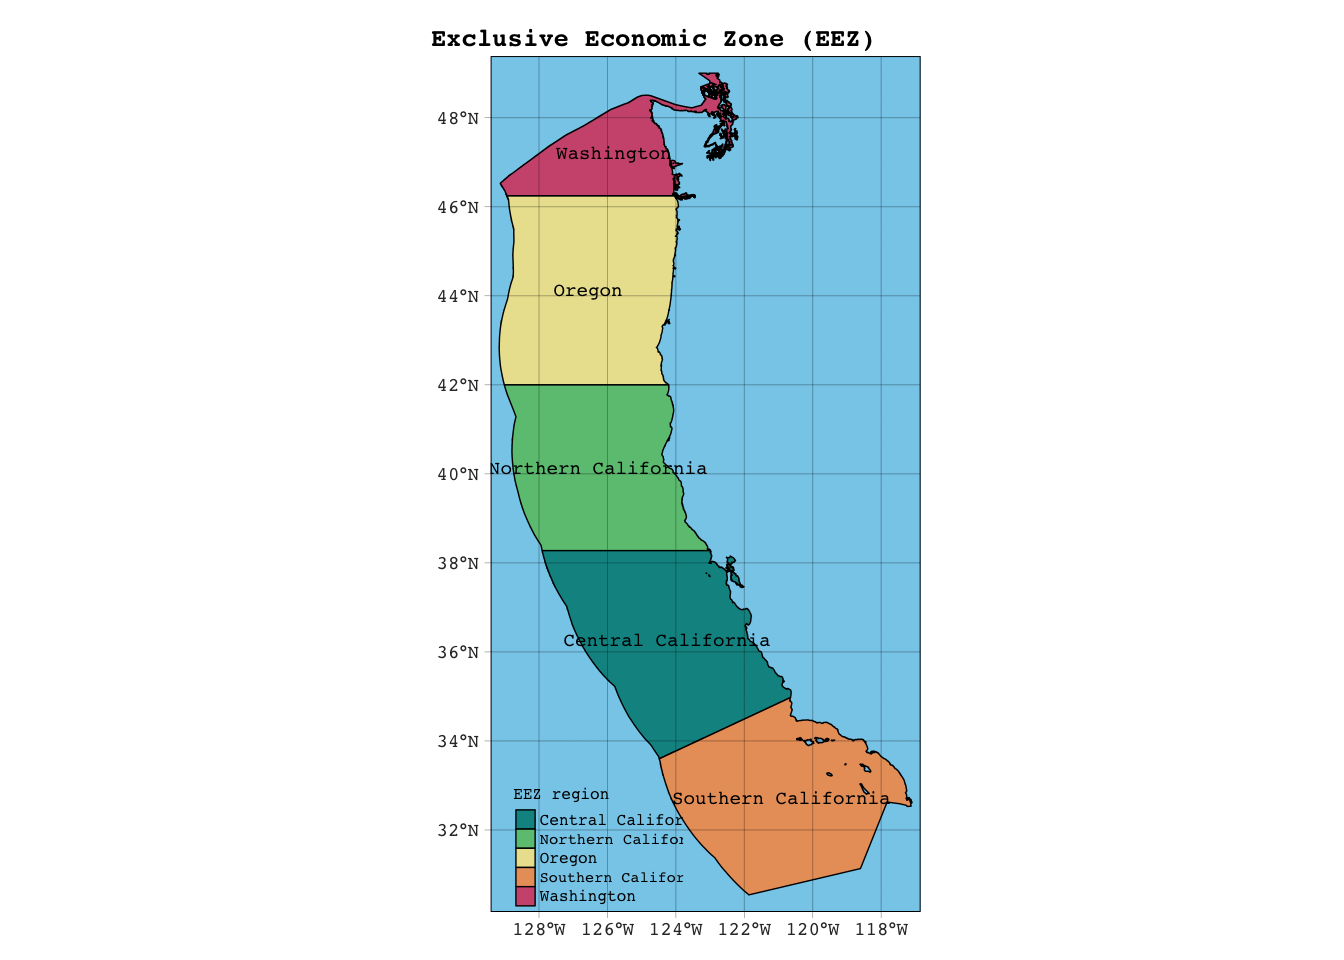 Exclusive Economic Zone (EEZ)
48°N
Washington
46°N
Oregon
44°N
42°N
Northern California
40°N
38°N
Central California
36°N
34°N
Southern California
32°N
EEZ region
Central Califor
Northern Califor
Oregon
Southern Califor
Washington
128°W 126°W 124°W 122°W 120°W 118°W